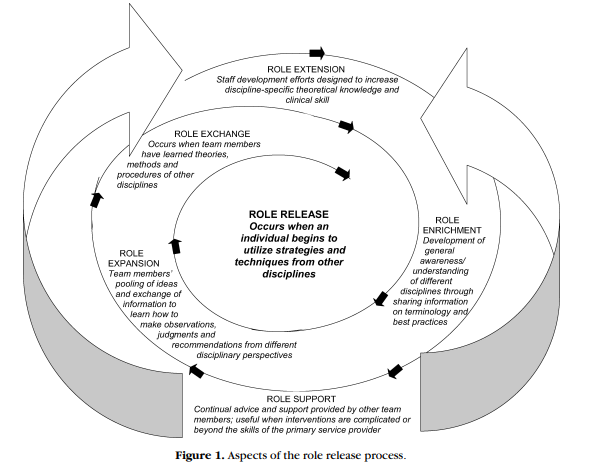 ROLE EXTENSION
Staff development efforts designed to increase
discipline-specific theoretical knowledge and
clinical skill
ROLE EXCHANGE
Occurs when team members
have learned theories,
methods and
procedures of other
disciplines
ROLE RELEASE
Occurs when an
individual begins to
utilize strategies and
techniques from other
disciplines
ROLE
ENRICHMENT
Development of
general
awareness/
understanding
of different
disciplines through
sharing information
on terminology and
best practices
ROLE
EXPANSION
Team members'
pooling of ideas
and exchange of
information to
learn how to
make observations,
judgments and
recommendations from different
disciplinary perspectives
ROLE SUPPORT
Continual advice and support provided by other team
members; useful when interventions are complicated or
beyond the skills of the primary service provider
Figure 1. Aspects of the role release process.